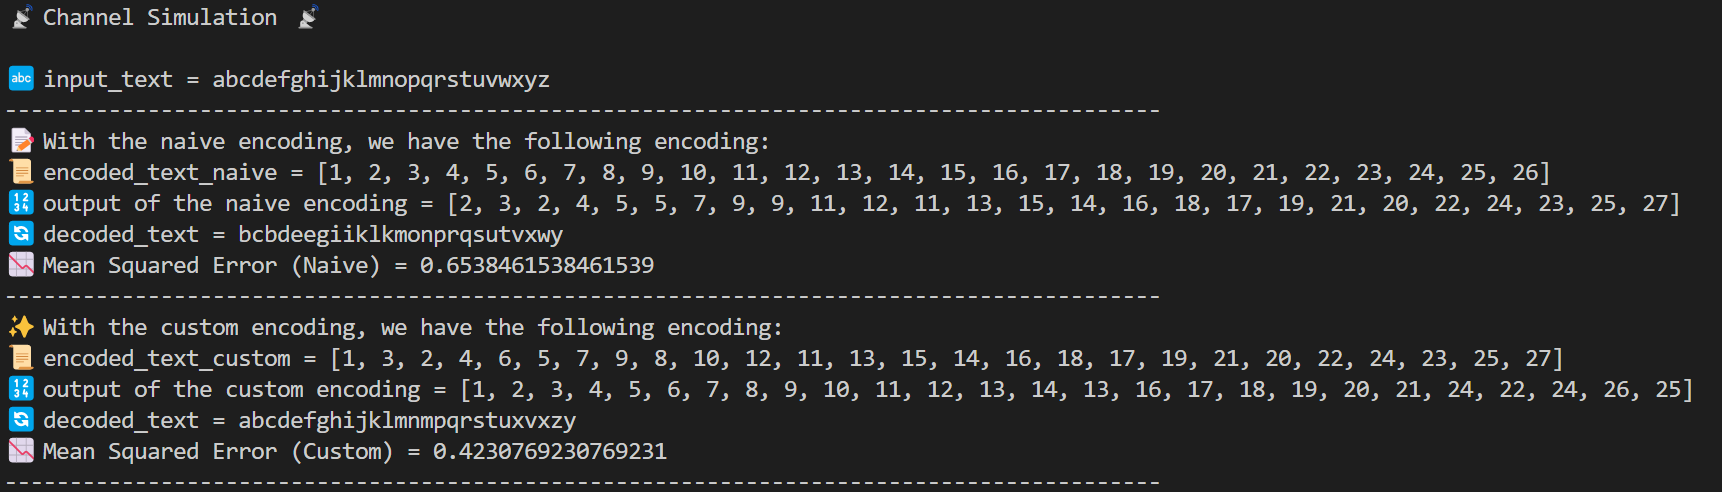 📡 Channel Simulation 📡
🔤 input_text = abcdefghijklmnopqrstuvwxyz
------------------------------------------------------------------------------------------
📝 With the naive encoding, we have the following encoding:
📜 encoded_text_naive = [1, 2, 3, 4, 5, 6, 7, 8, 9, 10, 11, 12, 13, 14, 15, 16, 17, 18, 19, 20, 21, 22, 23, 24, 25, 26]
🔢 output of the naive encoding = [2, 3, 2, 4, 5, 5, 7, 9, 9, 11, 12, 11, 13, 15, 14, 16, 18, 17, 19, 21, 20, 22, 24, 23, 25, 27]
🔄 decoded_text = bcbdeegiiklkmonprqsutvxwy
📉 Mean Squared Error (Naive) = 0.6538461538461539
------------------------------------------------------------------------------------------
✨ With the custom encoding, we have the following encoding:
📜 encoded_text_custom = [1, 3, 2, 4, 6, 5, 7, 9, 8, 10, 12, 11, 13, 15, 14, 16, 18, 17, 19, 21, 20, 22, 24, 23, 25, 27]
🔢 output of the custom encoding = [1, 2, 3, 4, 5, 6, 7, 8, 9, 10, 11, 12, 13, 14, 13, 16, 17, 18, 19, 20, 21, 24, 22, 24, 26, 25]
🔄 decoded_text = abcdefghijklmnmpqrstuxvxzy
📉 Mean Squared Error (Custom) = 0.4230769230769231
------------------------------------------------------------------------------------------